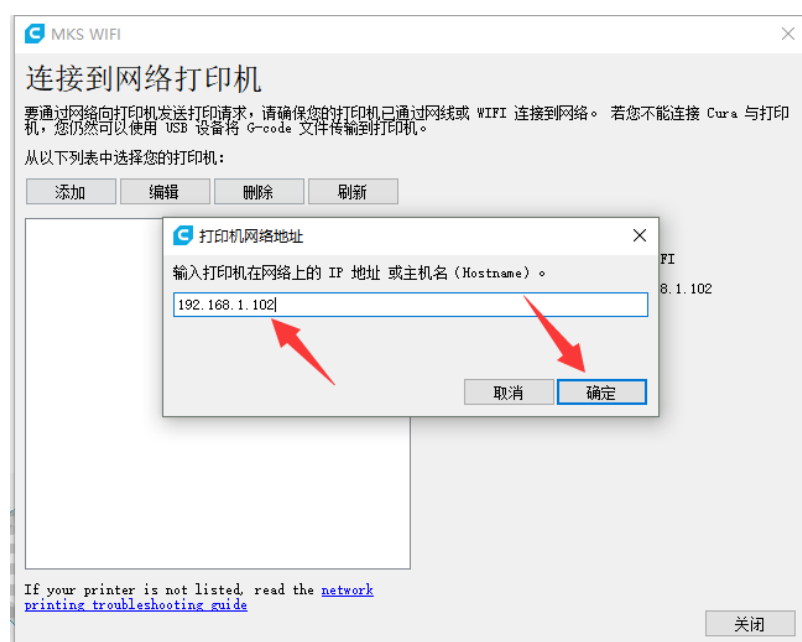 MKS WIFI
连接到网络打印机
要通过网络向打印机发送打印请求，请确保您的打印机已通过网线或 WIFI 连接到网络。 若您不能连接 Cura 与打印
机，您仍然可以使用 USB 设备将 G-code 文件传输到打印机。
从以下列表中选择您的打印机：
添加 编辑 删除 刷新
打印机网络地址
输入打印机在网络上的 IP 地址 或主机名（Hostname）。
FI
192.168.1.102
8.1.102
取消 确定
If your printer is not listed, read the network
printing troubleshooting guide
关闭